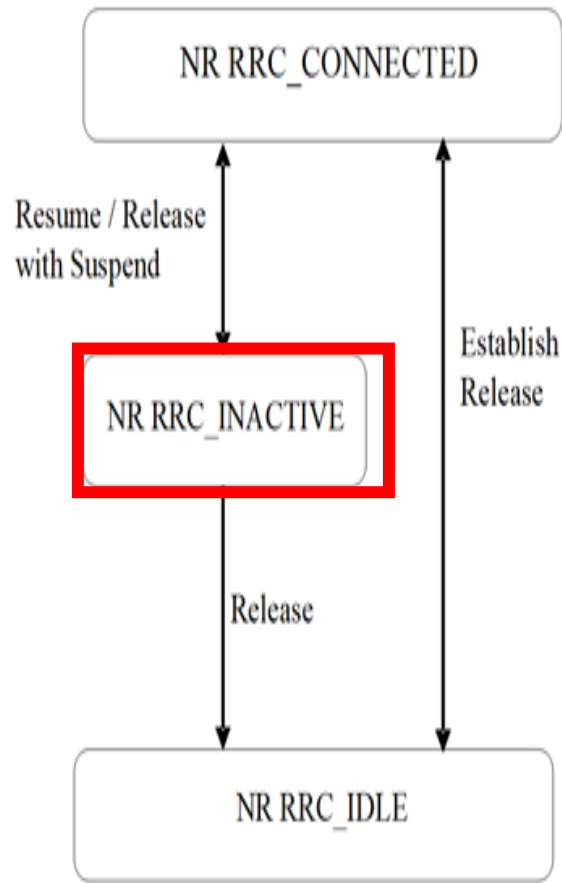 NR RRC_CONNECTED
Resume / Release
with Suspend
Establish
Release
NR RRC_INACTIVE
Release
NR RRC_IDLE